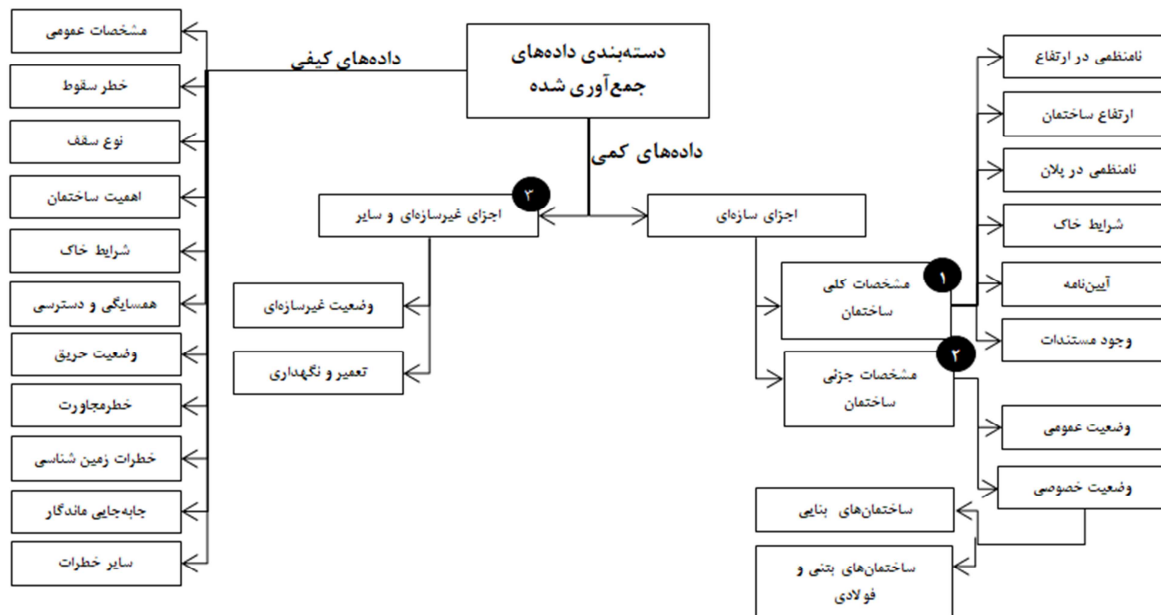 دسته‌بندی داده‌های
جمع‌آوری شده
داده‌های کمی
اجزای سازه‌ای
۱
مشخصات کلی
ساختمان
نامنظمی در ارتفاع
ارتفاع ساختمان
نامنظمی در پلان
شرایط خاک
آیین‌نامه
وجود مستندات
۲
مشخصات جزئی
ساختمان
وضعیت عمومی
وضعیت خصوصی
ساختمان‌های بنایی
ساختمان‌های بتنی و
فولادی
۳
اجزای غیرسازه‌ای و سایر
وضعیت غیرسازه‌ای
تعمیر و نگهداری
داده‌های کیفی
مشخصات عمومی
خطر سقوط
نوع سقف
اهمیت ساختمان
شرایط خاک
همسایگی و دسترسی
وضعیت حریق
خطرمجاورت
خطرات زمین شناسی
جابه‌جایی ماندگار
سایر خطرات